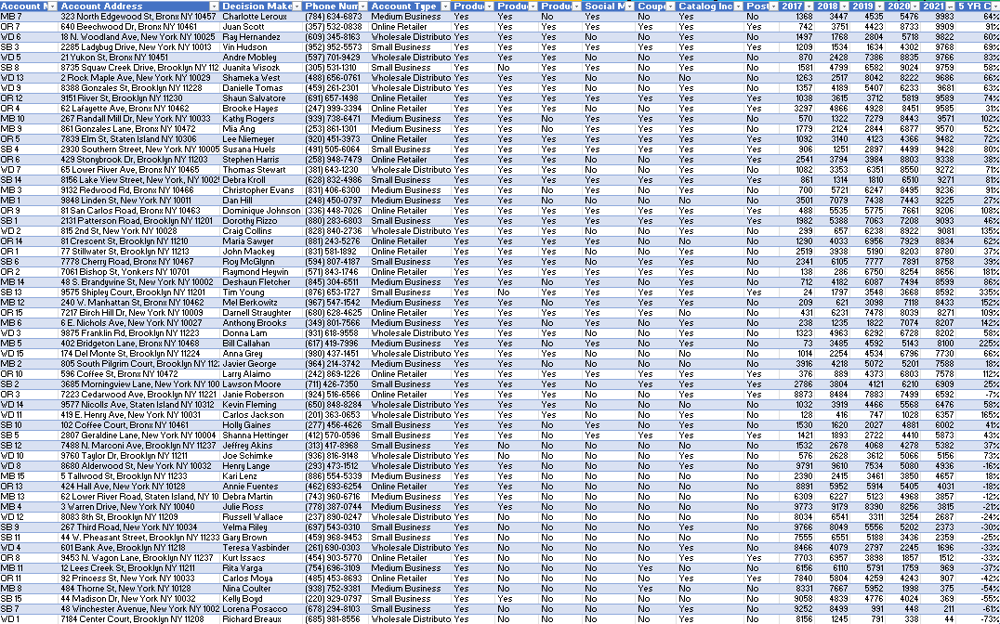 Account N Account Address Decision Make Phone Num Account Type Produ Produ Produ Social M Coupo Catalog Inc Post 2017 2018 2019 2020 2021 5 YR C
MB 7 323 North Edgewood St, Bronx NY 10457 Charlotte Leroux (784) 634-6873 Medium Business Yes Yes No Yes No Yes No 1368 3447 4535 5476 9983 64%
OR 7 640 Beechwood Dr, Bronx NY 10461 Juan Scott (357) 532-0838 Online Retailer Yes Yes Yes Yes No Yes Yes 742 3751 4423 8733 9909 91%
WD 6 18 N. Woodland Ave, New York NY 10025 Ray Hernandez (609) 345-8163 Wholesale Distributo Yes Yes Yes No No Yes No 1497 1768 2804 5718 9822 60%
SB 3 2285 Ladybug Drive, New York NY 10013 Vin Hudson (952) 952-5573 Small Business Yes Yes Yes Yes No Yes Yes 1209 1534 1634 4302 9768 69%
WD 5 21 Yukon St, Bronx NY 10451 Andre Mobley (597) 701-9429 Wholesale Distributo Yes Yes Yes No No Yes No 870 2428 7386 8835 9766 83%
SB 8 8735 Squaw Creek Drive, Brooklyn NY 112 Juanita Wisozk (305) 531-1310 Small Business Yes Yes No Yes No Yes No 1581 4799 6582 9024 9759 58%
WD 13 2 Rock Maple Ave, New York NY 10029 Shameka West (488) 656-0761 Wholesale Distributo Yes Yes No No No Yes No 1263 2517 8042 8222 9686 66%
WD 9 8388 Gonzales St, Brooklyn NY 11228 Danielle Tomas (459) 261-2301 Wholesale Distributo Yes Yes No No No Yes No 1357 4189 5407 6233 9681 63%
OR 12 9151 River St, Brooklyn NY 11230 Shaun Salvatore (691) 657-1498 Online Retailer Yes Yes Yes Yes Yes Yes Yes 1038 3615 3712 5819 9589 74%
OR 4 62 Lafayette Ave, Bronx NY 10462 Brooke Hayes (247) 999-3394 Online Retailer Yes Yes Yes Yes No Yes Yes 3297 4866 4928 8451 9585 31%
MB 10 267 Randall Mill Dr, New York NY 10033 Kathy Rogers (939) 738-6471 Medium Business Yes Yes No Yes Yes Yes No 570 1322 7279 8443 9571 102%
MB 9 861 Gonzales Lane, Bronx NY 10472 Mia Ang (253) 861-1301 Medium Business Yes Yes No Yes No Yes No 1779 2124 2844 6877 9570 52%
OR 5 7839 Elm St, Staten Island NY 10306 Lee Niemeyer (920) 451-3973 Online Retailer Yes Yes Yes Yes No Yes Yes 1092 3140 4123 4366 9482 72%
SB 4 2930 Southern Street, New York NY 10005 Susana Huels (491) 505-6064 Small Business Yes Yes Yes Yes No Yes Yes 906 1251 2897 4499 9428 80%
OR 6 429 Stonybrook Dr, Brooklyn NY 11203 Stephen Harris (258) 948-7479 Online Retailer Yes Yes Yes Yes No Yes Yes 2541 3794 3984 8803 9338 38%
WD 7 65 Lower River Ave, Bronx NY 10465 Thomas Stewart (381) 643-1230 Wholesale Distributo Yes Yes Yes No No Yes No 1082 3353 6351 8550 9272 71%
SB 14 8156 Lake View Street, New York, NY 1002 Debra Kroll (628) 832-4986 Small Business Yes Yes No Yes Yes Yes Yes 861 1314 1810 6510 9271 81%
MB 3 9132 Redwood Rd, Bronx NY 10466 Christopher Evans (831) 406-6300 Medium Business Yes Yes No Yes No Yes No 700 5721 6247 8495 9236 91%
MB 1 9848 Linden St, New York NY 10011 Dan Hill (248) 450-0797 Medium Business Yes Yes No No No No No 3501 7079 7438 7443 9225 27%
OR 9 81 San Carlos Road, Bronx NY 10463 Dominique Johnson (336) 448-7026 Online Retailer Yes Yes Yes Yes No Yes Yes 488 5535 5775 7661 9206 108%
SB 1 2131 Patterson Road, Brooklyn NY 11201 Dorothy Rizzo (880) 283-6803 Small Business Yes Yes Yes Yes No Yes Yes 1982 5388 7063 7208 9093 46%
WD 2 815 2nd St, New York NY 10028 Craig Collins (828) 840-2736 Wholesale Distributo Yes Yes Yes No No Yes No 299 657 6238 8922 9081 135%
OR 14 81 Crescent St, Brooklyn NY 11210 Maria Sawyer (881) 243-5276 Online Retailer Yes Yes Yes No No No Yes 1290 4033 6956 7929 8834 62%
OR 1 77 Stillwater St, Brooklyn NY 11213 John Mackey (831) 581-1892 Online Retailer Yes Yes Yes Yes No Yes Yes 2519 3938 5190 8203 8780 37%
SB 6 7778 Cherry Road, Bronx NY 10467 Roy McGlynn (594) 807-4187 Small Business Yes Yes No Yes No Yes Yes 2341 6105 7777 7891 8758 39%
OR 2 7061 Bishop St, Yonkers NY 10701 Raymond Heywin (571) 843-1746 Online Retailer Yes Yes Yes Yes No Yes Yes 138 286 6750 8254 8656 181%
MB 14 48 S. Brandywine St, New York NY 10002 Deshaun Fletcher (845) 304-6511 Medium Business Yes Yes No Yes No Yes No 712 4182 6087 7494 8599 86%
SB 13 9575 Shipley Court, Brooklyn NY 11201 Tim Young (876) 653-1727 Small Business Yes No Yes Yes Yes Yes Yes 24 1797 3548 3668 8592 335%
MB 12 240 W. Manhattan St, Bronx NY 10462 Mel Berkowitz (967) 547-1542 Medium Business Yes Yes Yes Yes No Yes No 209 621 3098 7118 8433 152%
OR 15 7217 Birch Hill Dr, New York NY 10009 Darnell Straughter (680) 628-4625 Online Retailer Yes Yes Yes Yes No Yes Yes 431 6231 7478 8039 8271 109%
MB 6 6 E. Nichols Ave, New York NY 10027 Anthony Brooks (349) 801-7566 Medium Business Yes Yes No Yes No Yes No 238 1235 1822 7074 8207 142%
WD 3 9875 Franklin Rd, Brooklyn NY 11223 Donna Lam (931) 618-9558 Wholesale Distributo Yes Yes Yes No No Yes No 1323 4963 6292 6728 8202 58%
MB 5 402 Bridgeton Lane, Bronx NY 10468 Bill Callahan (617) 419-7996 Medium Business Yes Yes No Yes No Yes No 73 3485 4592 5143 8100 225%
WD 15 174 Del Monte St, Brooklyn NY 11224 Anna Grey (980) 437-1451 Wholesale Distributo Yes Yes Yes No No No No 1014 2254 4534 6796 7730 66%
MB 2 805 South Pilgrim Court, Brooklyn NY 112 Javier George (964) 214-3742 Medium Business Yes Yes No No No No No 3916 4218 5072 5201 7588 18%
OR 10 596 Coffee St, Bronx NY 10472 Larry Alaimo (242) 869-1226 Online Retailer Yes Yes Yes Yes Yes Yes Yes 376 889 4373 6803 7578 112%
SB 2 3685 Morningview Lane, New York NY 100 Lawson Moore (711) 426-7350 Small Business Yes Yes Yes Yes No Yes Yes 2786 3804 4121 6210 6909 25%
OR 3 7223 Cedarwood Ave, Brooklyn NY 11221 Janie Roberson (924) 516-6566 Online Retailer Yes Yes Yes No No Yes Yes 8873 8484 7883 7499 6592 -7%
WD 14 9577 Nicolls Ave, Staten Island NY 10312 Kevin Fleming (650) 848-8284 Wholesale Distributo Yes Yes No No No No No 1032 3919 4466 5568 6476 58%
WD 11 419 E. Henry Ave, New York NY 10031 Carlos Jackson (201) 363-0653 Wholesale Distributo Yes Yes No No No Yes No 128 416 747 1028 6357 165%
SB 10 102 Coffee Court, Bronx NY 10461 Holly Gaines (277) 456-4626 Small Business Yes Yes No Yes No Yes No 1530 1620 2027 4881 6002 41%
SB 5 2807 Geraldine Lane, New York NY 10004 Shanna Hettinger (412) 570-0596 Small Business Yes Yes No Yes Yes Yes Yes 1421 1893 2722 4410 5873 43%
SB 12 7488 N. Marconi Ave, Brooklyn NY 11237 Jeffrey Akins (313) 417-8968 Small Business Yes No No No No No No 1532 2678 4068 4278 5382 37%
WD 10 9760 Taylor Dr, Brooklyn NY 11211 Joe Schimke (936) 816-9148 Wholesale Distributo Yes No No No No Yes No 576 2628 3612 5066 5156 73%
WD 8 8680 Alderwood St, New York NY 10032 Henry Lange (293) 473-1512 Wholesale Distributo Yes Yes No No No Yes No 9791 9610 7534 5080 4936 -16%
MB 15 5 Tallwood St, Brooklyn NY 11233 Kari Lenz (886) 554-5339 Medium Business Yes Yes No No No No No 2390 2415 3461 3850 4657 18%
OR 13 424 Hall Ave, New York NY 10128 Annie Fuentes (462) 693-6254 Online Retailer Yes Yes No No No No No 8891 5952 5914 5405 4031 -18%
MB 13 62 Lower River Road, Staten Island, NY 10 Debra Martin (743) 960-6716 Medium Business Yes Yes No No No Yes No 6309 6227 5123 4968 3857 -12%
MB 4 3 Warren Drive, New York NY 10040 Julie Ross (778) 387-0744 Medium Business Yes Yes No No No Yes No 9773 9179 8390 8256 3815 -21%
WD 12 8083 8th St, Brooklyn NY 11209 Russell Wallace (237) 890-0247 Wholesale Distributo Yes Yes No No No Yes No 8034 6541 3311 3254 2687 -24%
SB 9 267 Third Road, New York NY 10034 Velma Riley (697) 543-0310 Small Business Yes No No No No No No 9766 8049 5556 5202 2373 -30%
SB 11 44 W. Pheasant Street, Brooklyn NY 11233 Gary Brown (459) 968-9453 Small Business Yes No No No No No No 7555 6551 5188 3436 2359 -25%
WD 4 601 Bank Ave, Brooklyn NY 11218 Teresa Vasbinder (261) 690-0303 Wholesale Distributo Yes No No No No Yes No 8466 4079 2797 2245 1696 -33%
OR 8 9453 N. Wagon Lane, Brooklyn NY 11237 Kurt Issacs (454) 903-5770 Online Retailer Yes Yes No No No Yes Yes 7703 6957 3898 1857 1512 -33%
MB 11 12 Lees Creek St, Brooklyn NY 11211 Rita Varga (754) 696-3109 Medium Business Yes Yes No No Yes No No 6156 6110 5791 1759 969 -37%
OR 11 92 Princess St, New York NY 10033 Carlos Moya (485) 453-8693 Online Retailer Yes Yes No No No Yes Yes 7840 5804 4259 4243 907 -42%
MB 8 484 Thorne St, New York NY 10128 Nina Coulter (938) 752-9381 Medium Business Yes No No No Yes No No 8331 7667 5952 1998 375 -54%
SB 15 44 Madison Dr, New York NY 10032 Kelly Boyd (220) 929-0797 Small Business Yes Yes No No No Yes No 9058 4839 4776 4024 369 -55%
SB 7 48 Winchester Avenue, New York NY 1002 Lorena Prosacco (678) 294-8103 Small Business Yes No No No No Yes No 9252 8499 991 448 211 -61%
WD 1 7184 Center Court, Brooklyn NY 11208 Richard Breaux (685) 981-8556 Wholesale Distributo Yes No No No No Yes No 8156 1245 791 338 44 -73%